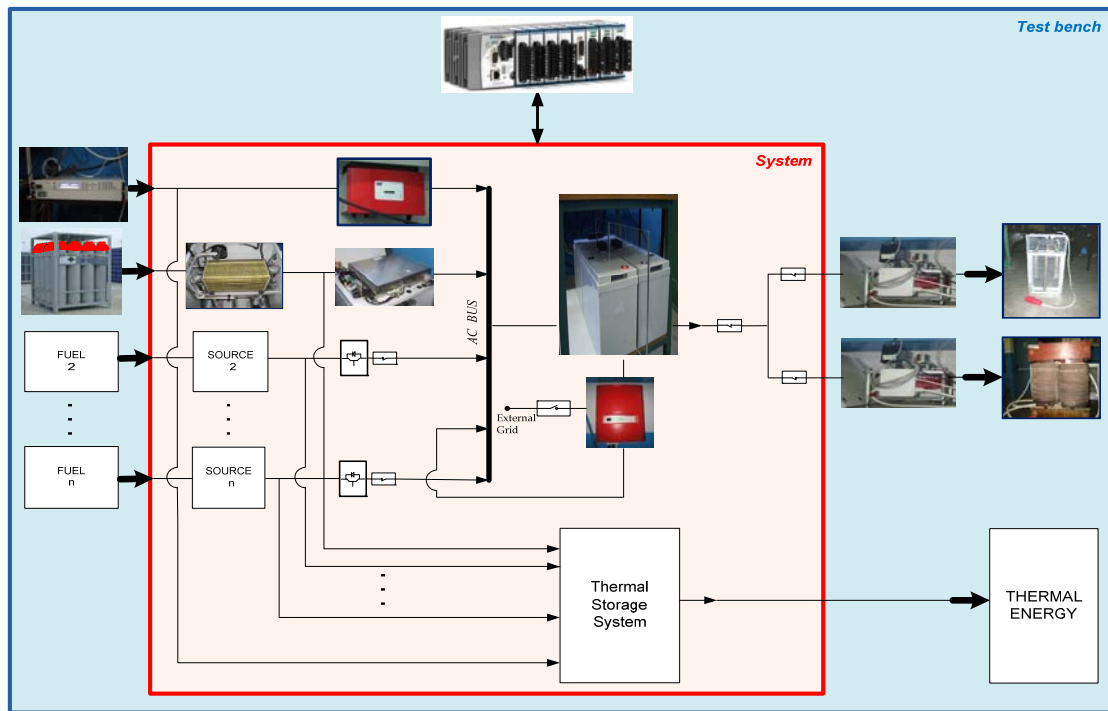 Test bench
System
AC BUS
FUEL
2
SOURCE
2
External
Grid
FUEL
n
SOURCE
n
Thermal
Storage
System
THERMAL
ENERGY